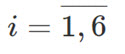 i = \overline{1,6}